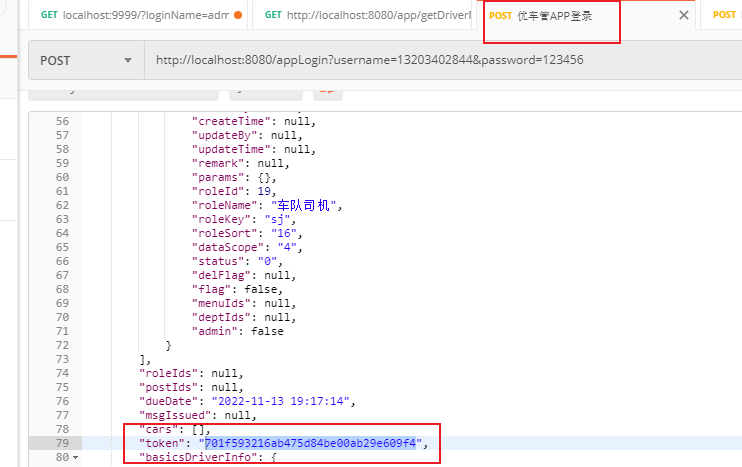 GET localhost:9999/?loginName=adm
GET http://localhost:8080/app/getDriver
POST 优车管APP登录
POST
POST http://localhost:8080/appLogin?username=13203402844&password=123456
56 "createTime": null,
57 "updateBy": null,
58 "updateTime": null,
59 "remark": null,
60 "params": {},
61 "roleId": 19,
62 "roleName": "车队司机",
63 "roleKey": "sj",
64 "roleSort": "16",
65 "dataScope": "4",
66 "status": "0",
67 "delFlag": null,
68 "flag": false,
69 "menuIds": null,
70 "deptIds": null,
71 "admin": false
72 }
73 ],
74 "roleIds": null,
75 "postIds": null,
76 "dueDate": "2022-11-13 19:17:14",
77 "msgIssued": null,
78 "cars": [],
79 "token": "701f593216ab475d84be00ab29e609f4",
80 "basicsDriverInfo": {